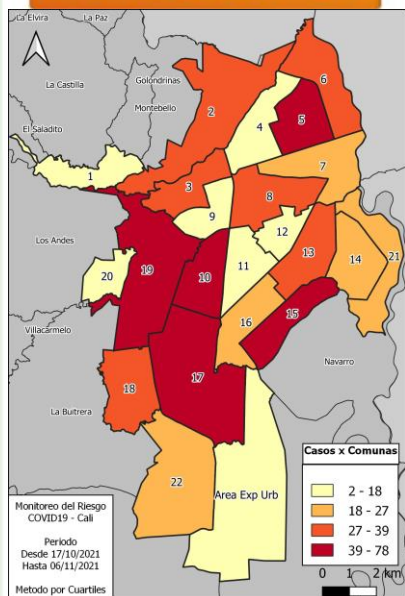 La Elvira
La Paz
La Castilla
Golondrinas
Montebello
El Saladito
6
2
4
5
7
1
3
8
9
12
Los Andes
19
10
11
13
14
21
20
16
15
Villacarmelo
Navarro
17
18
La Buitrera
22
Area Exp Urb
Casos x Comunas
2 - 18
18 - 27
27 - 39
39 - 78
0 1 2 km
Monitoreo del Riesgo
COVID19 - Cali
Periodo
Desde 17/10/2021
Hasta 06/11/2021
Metodo por Cuartiles